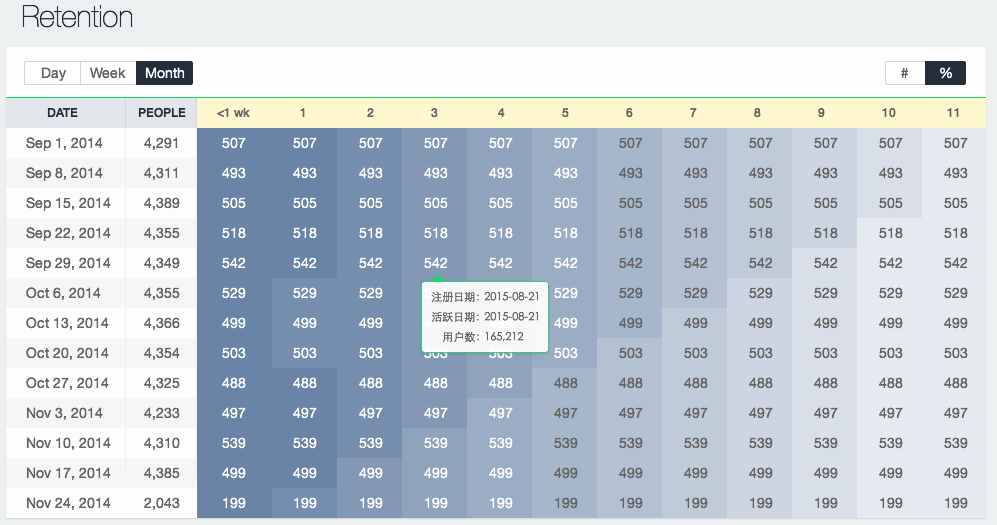 Retention
Day Week Month # %
DATE PEOPLE <1 wk 1 2 3 4 5 6 7 8 9 10 11
Sep 1, 2014 4,291 507 507 507 507 507 507 507 507 507 507 507 507
Sep 8, 2014 4,311 493 493 493 493 493 493 493 493 493 493 493 493
Sep 15, 2014 4,389 505 505 505 505 505 505 505 505 505 505 505 505
Sep 22, 2014 4,355 518 518 518 518 518 518 518 518 518 518 518 518
Sep 29, 2014 4,349 542 542 542 542 542 542 542 542 542 542 542 542
Oct 6, 2014 4,355 529 529 529 529 529 529 529 529 529 529
注册日期: 2015-08-21
Oct 13, 2014 4,366 499 499 499 499 499 499 499 499 499 499
活跃日期: 2015-08-21
用户数: 165,212
Oct 20, 2014 4,354 503 503 503 503 503 503 503 503 503 503 503 503
Oct 27, 2014 4,325 488 488 488 488 488 488 488 488 488 488 488 488
Nov 3, 2014 4,233 497 497 497 497 497 497 497 497 497 497 497 497
Nov 10, 2014 4,310 539 539 539 539 539 539 539 539 539 539 539 539
Nov 17, 2014 4,385 499 499 499 499 499 499 499 499 499 499 499 499
Nov 24, 2014 2,043 199 199 199 199 199 199 199 199 199 199 199 199